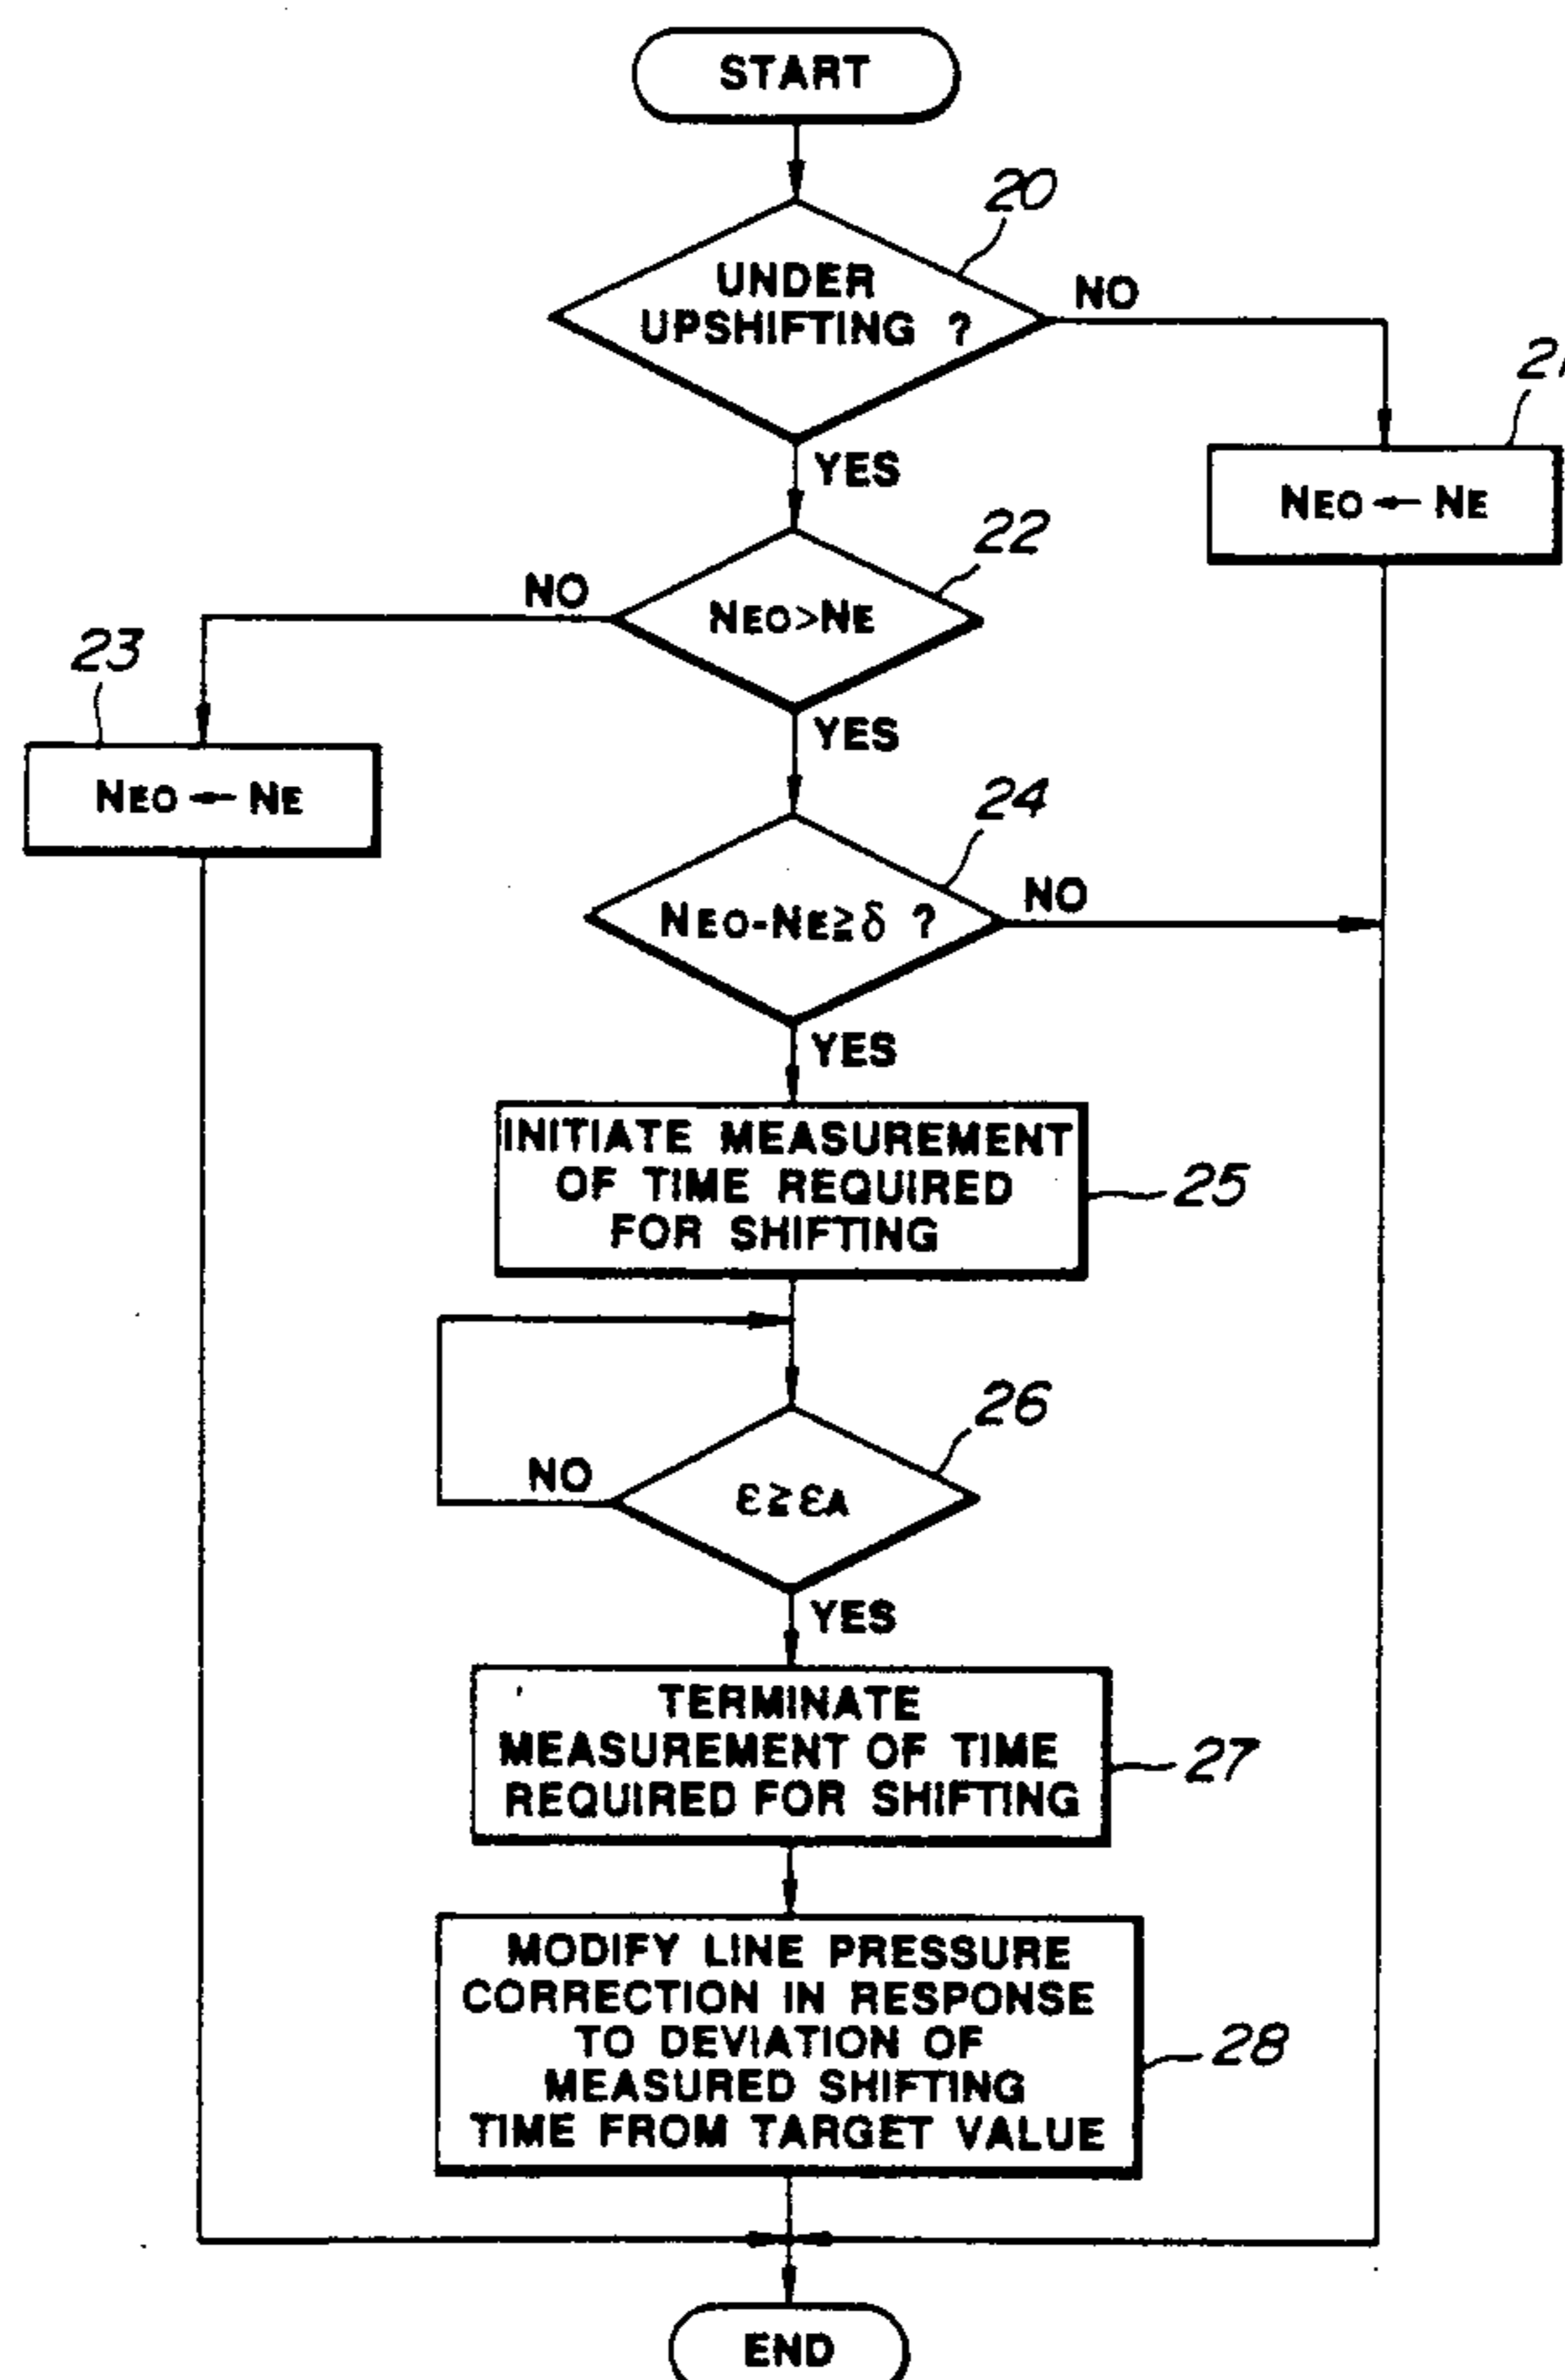 START
20
UNDER
UPSHIFTING ?
NO
21
YES
NEO ← NE
22
NO
NEO>NE
23
YES
NEO ← NE
24
NEO-NE≧δ ?
NO
YES
INITIATE MEASUREMENT
OF TIME REQUIRED
FOR SHIFTING
25
26
NO
ε≧εA
YES
TERMINATE
MEASUREMENT OF TIME
REQUIRED FOR SHIFTING
27
MODIFY LINE PRESSURE
CORRECTION IN RESPONSE
TO DEVIATION OF
MEASURED SHIFTING
TIME FROM TARGET VALUE
28
END